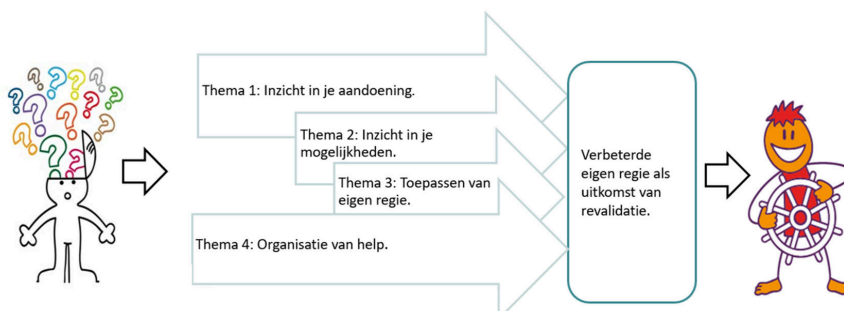 Thema 1: Inzicht in je aandoening.
Thema 2: Inzicht in je
mogelijkheden.
Thema 3: Toepassen van
eigen regie.
Thema 4: Organisatie van help.
Verbeterde
eigen regie als
uitkomst van
revalidatie.